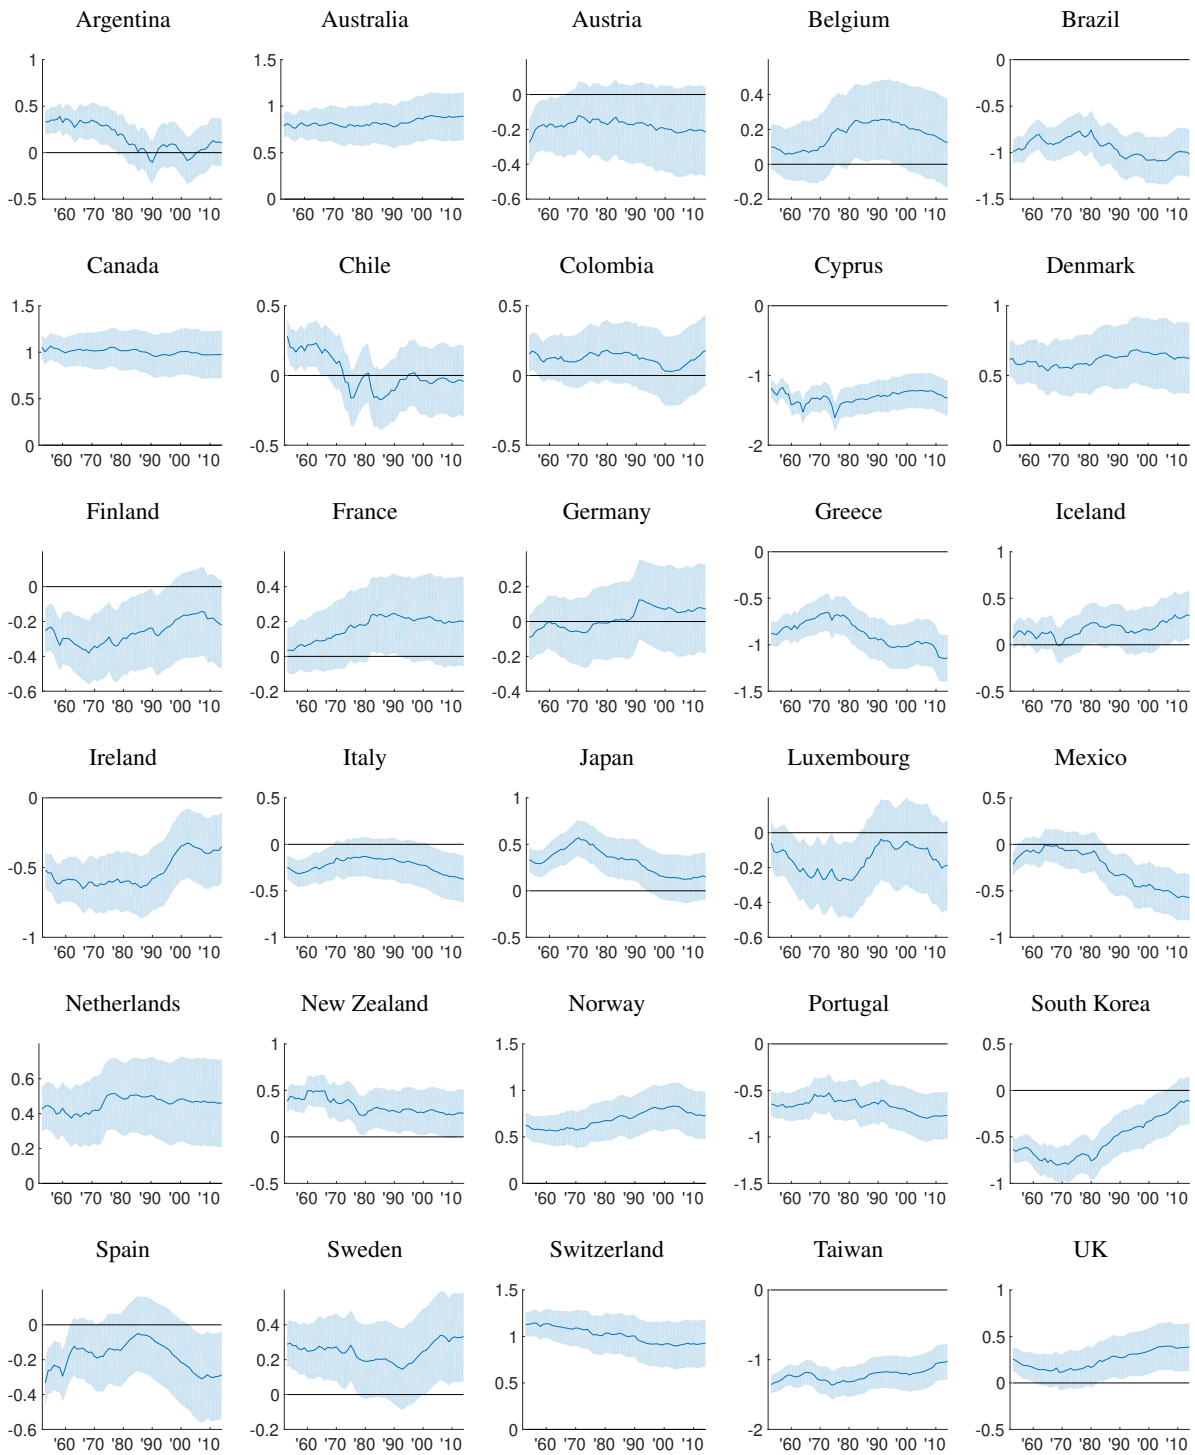 Argentina Australia Austria Belgium Brazil
1 1.5 0 0.4 0
0.5 1 -0.2 0.2 -0.5
0 0.5 -0.4 0 -1
-0.5 0 -0.6 -0.2 -1.5
'60 '70 '80 '90 '00 '10 '60 '70 '80 '90 '00 '10 '60 '70 '80 '90 '00 '10 '60 '70 '80 '90 '00 '10 '60 '70 '80 '90 '00 '10
Canada Chile Colombia Cyprus Denmark
1.5 0.5 0.5 0 1
1 0 0 -1 0.5
0.5
0 -0.5 -0.5 -2 0
'60 '70 '80 '90 '00 '10 '60 '70 '80 '90 '00 '10 '60 '70 '80 '90 '00 '10 '60 '70 '80 '90 '00 '10 '60 '70 '80 '90 '00 '10
Finland France Germany Greece Iceland
0 0.4 0.2 0 1
-0.2 0.2 0 -0.5 0.5
-0.4 0 -0.2 -1 0
-0.6 -0.2 -0.4 -1.5 -0.5
'60 '70 '80 '90 '00 '10 '60 '70 '80 '90 '00 '10 '60 '70 '80 '90 '00 '10 '60 '70 '80 '90 '00 '10 '60 '70 '80 '90 '00 '10
Ireland Italy Japan Luxembourg Mexico
0 0.5 1 0 0.5
-0.5 0 0.5 -0.2 0
-0.5 0 -0.4 -0.5
-1 -1 -0.5 -0.6 -1
'60 '70 '80 '90 '00 '10 '60 '70 '80 '90 '00 '10 '60 '70 '80 '90 '00 '10 '60 '70 '80 '90 '00 '10 '60 '70 '80 '90 '00 '10
Netherlands New Zealand Norway Portugal South Korea
0.6 1 1.5 0 0.5
0.4 0.5 1 -0.5 0
0.2 0 0.5 -1 -0.5
0 -0.5 0 -1.5 -1
'60 '70 '80 '90 '00 '10 '60 '70 '80 '90 '00 '10 '60 '70 '80 '90 '00 '10 '60 '70 '80 '90 '00 '10 '60 '70 '80 '90 '00 '10
Spain Sweden Switzerland Taiwan UK
0 0.4 1.5 0 1
-0.2 0.2 1 -1 0.5
-0.4 0 0.5 0
-0.6 -0.2 0 -2 -0.5
'60 '70 '80 '90 '00 '10 '60 '70 '80 '90 '00 '10 '60 '70 '80 '90 '00 '10 '60 '70 '80 '90 '00 '10 '60 '70 '80 '90 '00 '10